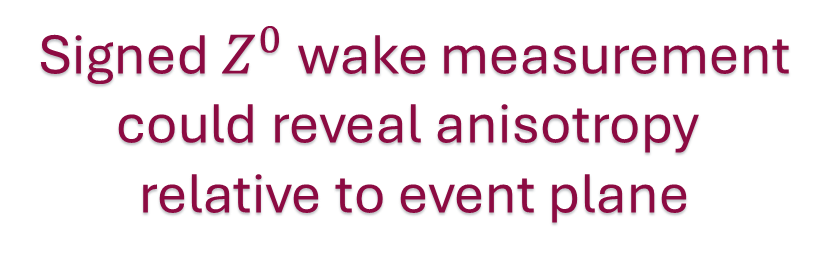 Signed Z⁰ wake measurement
could reveal anisotropy
relative to event plane